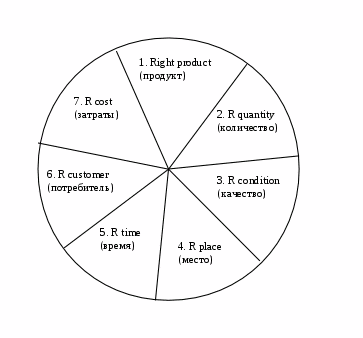 1. Right product
(продукт)
2. R quantity
(количество)
3. R condition
(качество)
4. R place
(место)
5. R time
(время)
6. R customer
(потребитель)
7. R cost
(затраты)